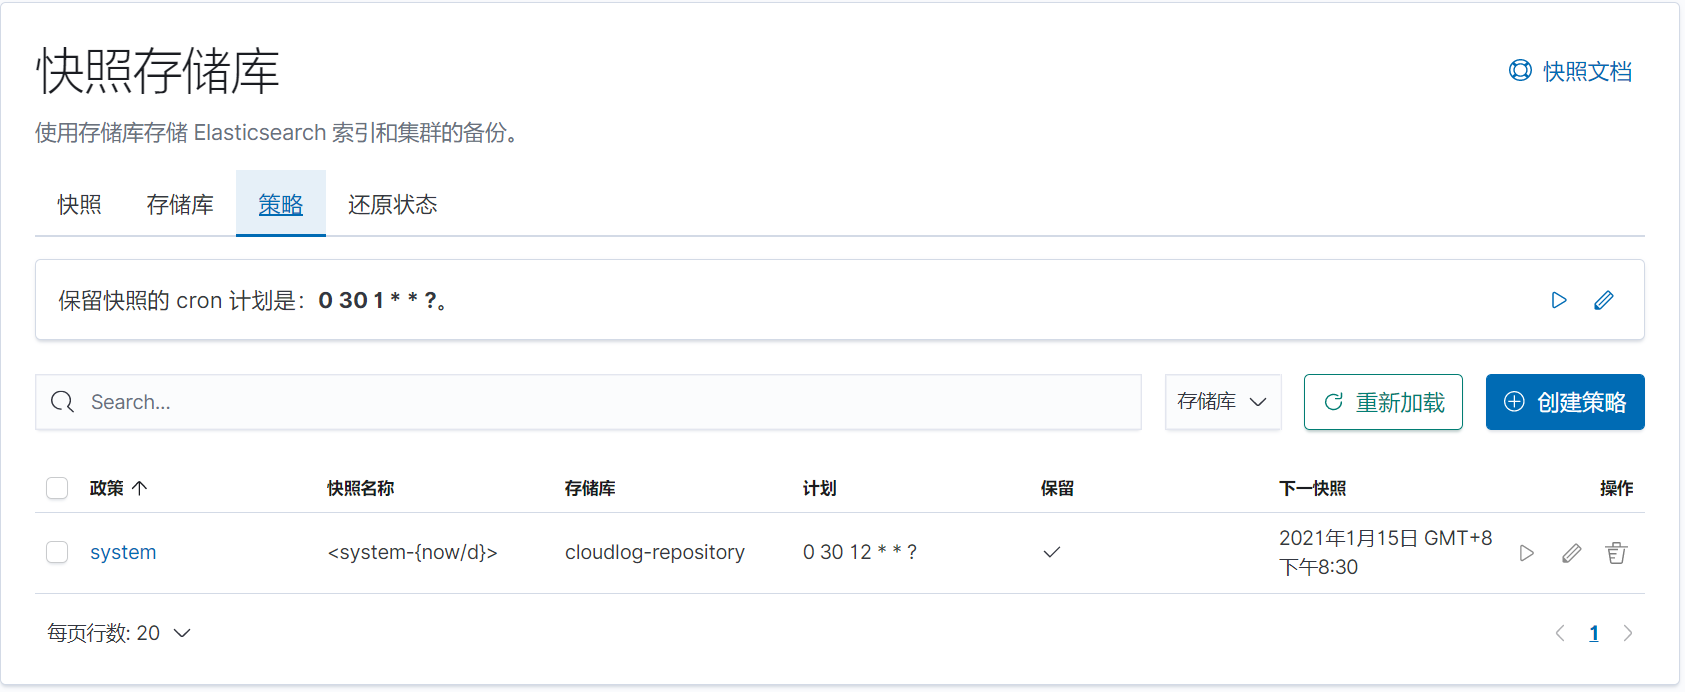 快照存储库
快照文档
使用存储库存储 Elasticsearch 索引和集群的备份。
快照 存储库 策略 还原状态
保留快照的 cron 计划是：0 30 1 * * ?。
Search...
存储库
重新加载
创建策略
政策 快照名称 存储库 计划 保留 下一快照 操作
system <system-{now/d}> cloudlog-repository 0 30 12 * * ? 2021年1月15日 GMT+8
下午8:30
每页行数: 20
1